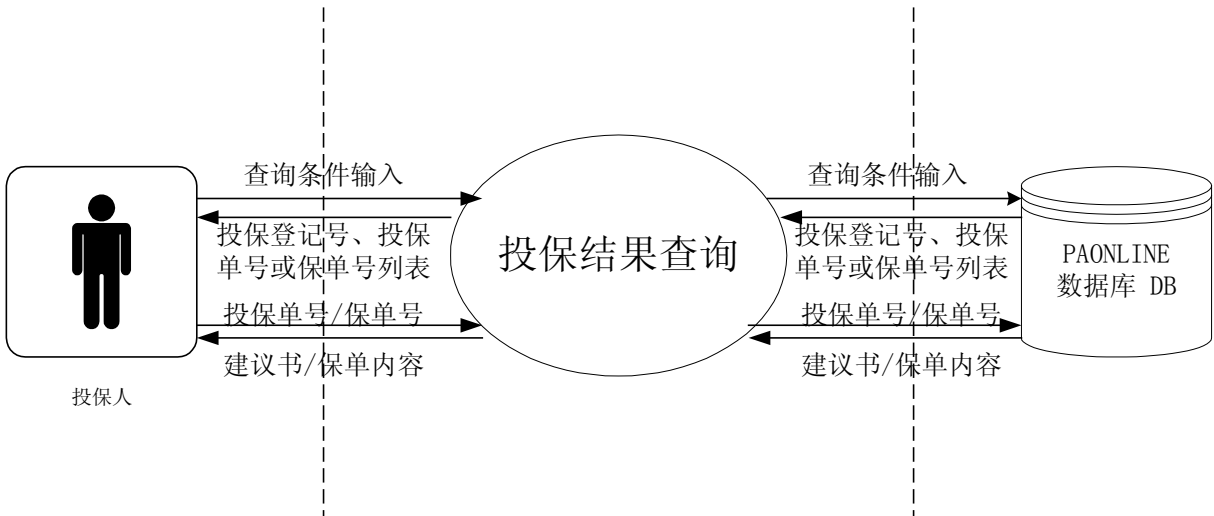 查询条件输入
投保登记号、投保
单号或保单号列表
投保单号/保单号
建议书/保单内容
投保人
投保结果查询
查询条件输入
投保登记号、投保
单号或保单号列表
投保单号/保单号
建议书/保单内容
PAONLINE
数据库 DB